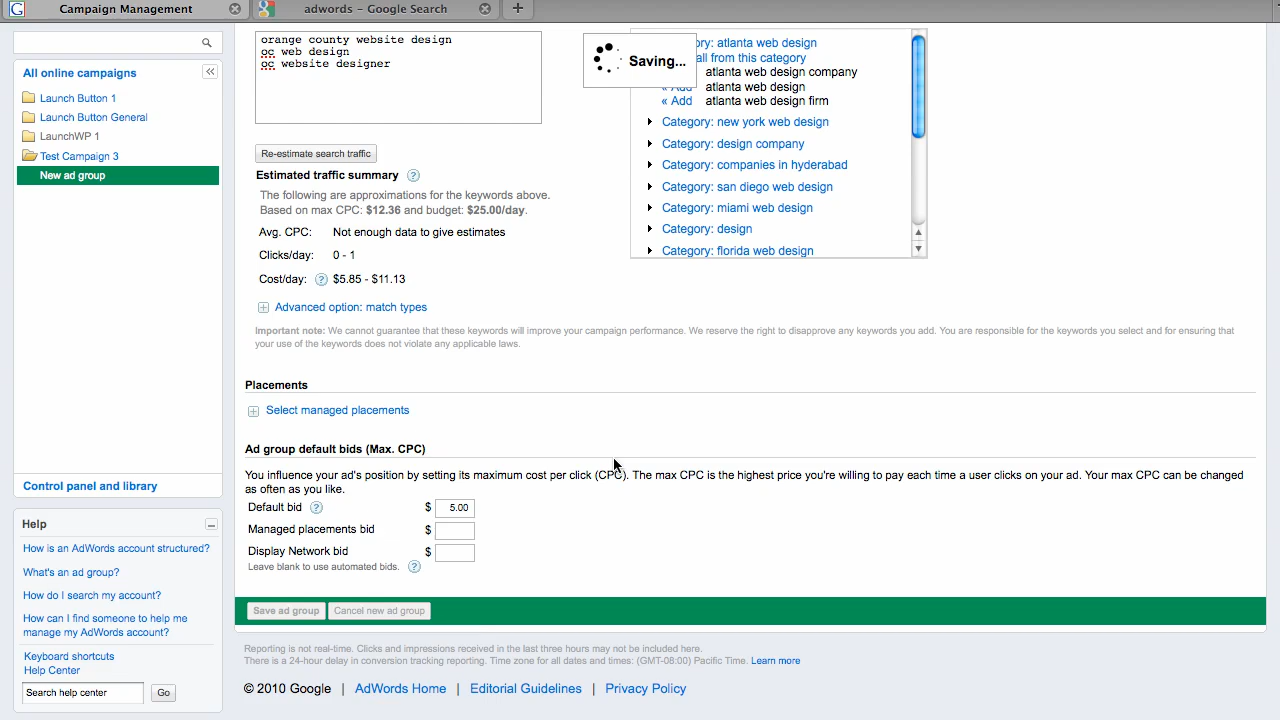 Campaign Management
adwords – Google Search
All online campaigns
Launch Button 1
Launch Button General
LaunchWP 1
Test Campaign 3
New ad group
Control panel and library
Help
How is an AdWords account structured?
What's an ad group?
How do I search my account?
How can I find someone to help me
manage my AdWords account?
Keyboard shortcuts
Help Center
Search help center
Go
orange county website design
oc web design
oc website designer
Saving...
ory: atlanta web design
all from this category
atlanta web design company
« Add atlanta web design
« Add atlanta web design firm
Category: new york web design
Category: design company
Category: companies in hyderabad
Category: san diego web design
Category: miami web design
Category: design
Category: florida web design
Re-estimate search traffic
Estimated traffic summary ?
The following are approximations for the keywords above.
Based on max CPC: $12.36 and budget: $25.00/day.
Avg. CPC: Not enough data to give estimates
Clicks/day: 0 - 1
Cost/day: ? $5.85 - $11.13
Advanced option: match types
Important note: We cannot guarantee that these keywords will improve your campaign performance. We reserve the right to disapprove any keywords you add. You are responsible for the keywords you select and for ensuring that
your use of the keywords does not violate any applicable laws.
Placements
Select managed placements
Ad group default bids (Max. CPC)
You influence your ad's position by setting its maximum cost per click (CPC). The max CPC is the highest price you're willing to pay each time a user clicks on your ad. Your max CPC can be changed
as often as you like.
Default bid ? $ 5.00
Managed placements bid $
Display Network bid $
Leave blank to use automated bids. ?
Save ad group Cancel new ad group
Reporting is not real-time. Clicks and impressions received in the last three hours may not be included here.
There is a 24-hour delay in conversion tracking reporting. Time zone for all dates and times: (GMT-08:00) Pacific Time. Learn more
© 2010 Google | AdWords Home | Editorial Guidelines | Privacy Policy